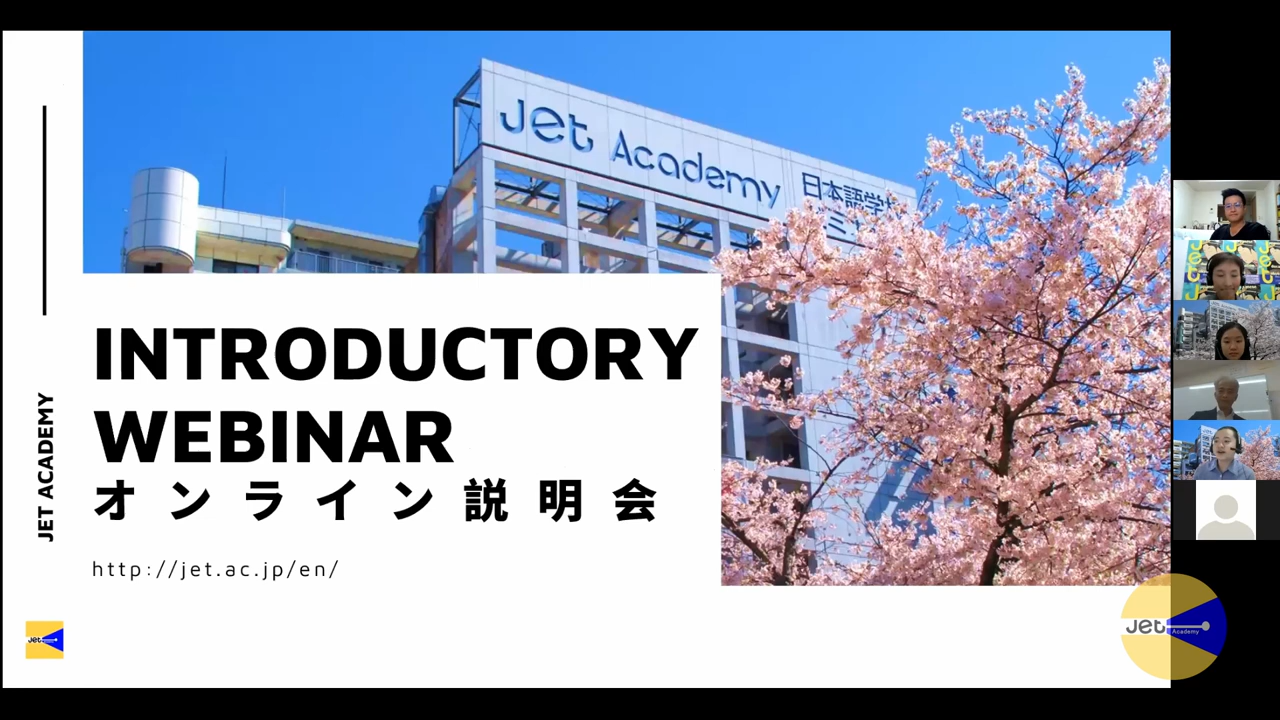 Jet Academy
日本語学
INTRODUCTORY
WEBINAR
オンライン説明会
http://jet.ac.jp/en/
JET ACADEMY
Jet
Jet Academy